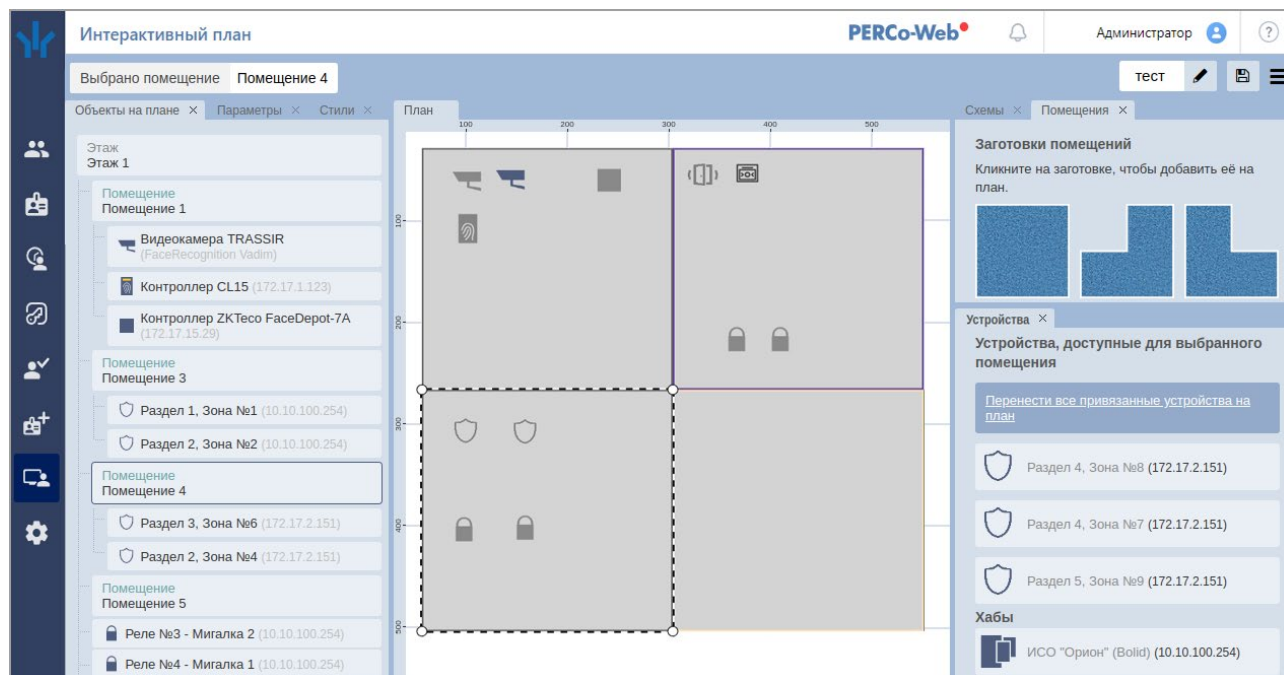 Интерактивный план
PERCo-Web
Администратор
?
Выбрано помещение Помещение 4
тест
Объекты на плане × Параметры × Стили ×
Этаж
Этаж 1
Помещение
Помещение 1
Видеокамера TRASSIR
(FaceRecognition Vadim)
Контроллер CL15 (172.17.1.123)
Контроллер ZKTeco FaceDepot-7A
(172.17.15.29)
Помещение
Помещение 3
Раздел 1, Зона №1 (10.10.100.254)
Раздел 2, Зона №2 (10.10.100.254)
Помещение
Помещение 4
Раздел 3, Зона №6 (172.17.2.151)
Раздел 2, Зона №4 (172.17.2.151)
Помещение
Помещение 5
Реле №3 - Мигалка 2 (10.10.100.254)
Реле №4 - Мигалка 1 (10.10.100.254)
План
100 200 300 400 500
100
200
300
400
500
Схемы × Помещения ×
Заготовки помещений
Кликните на заготовке, чтобы добавить её на
план.
Устройства ×
Устройства, доступные для выбранного
помещения
Перенести все привязанные устройства на
план
Раздел 4, Зона №8 (172.17.2.151)
Раздел 4, Зона №7 (172.17.2.151)
Раздел 5, Зона №9 (172.17.2.151)
Хабы
ИСО "Орион" (Bolid) (10.10.100.254)